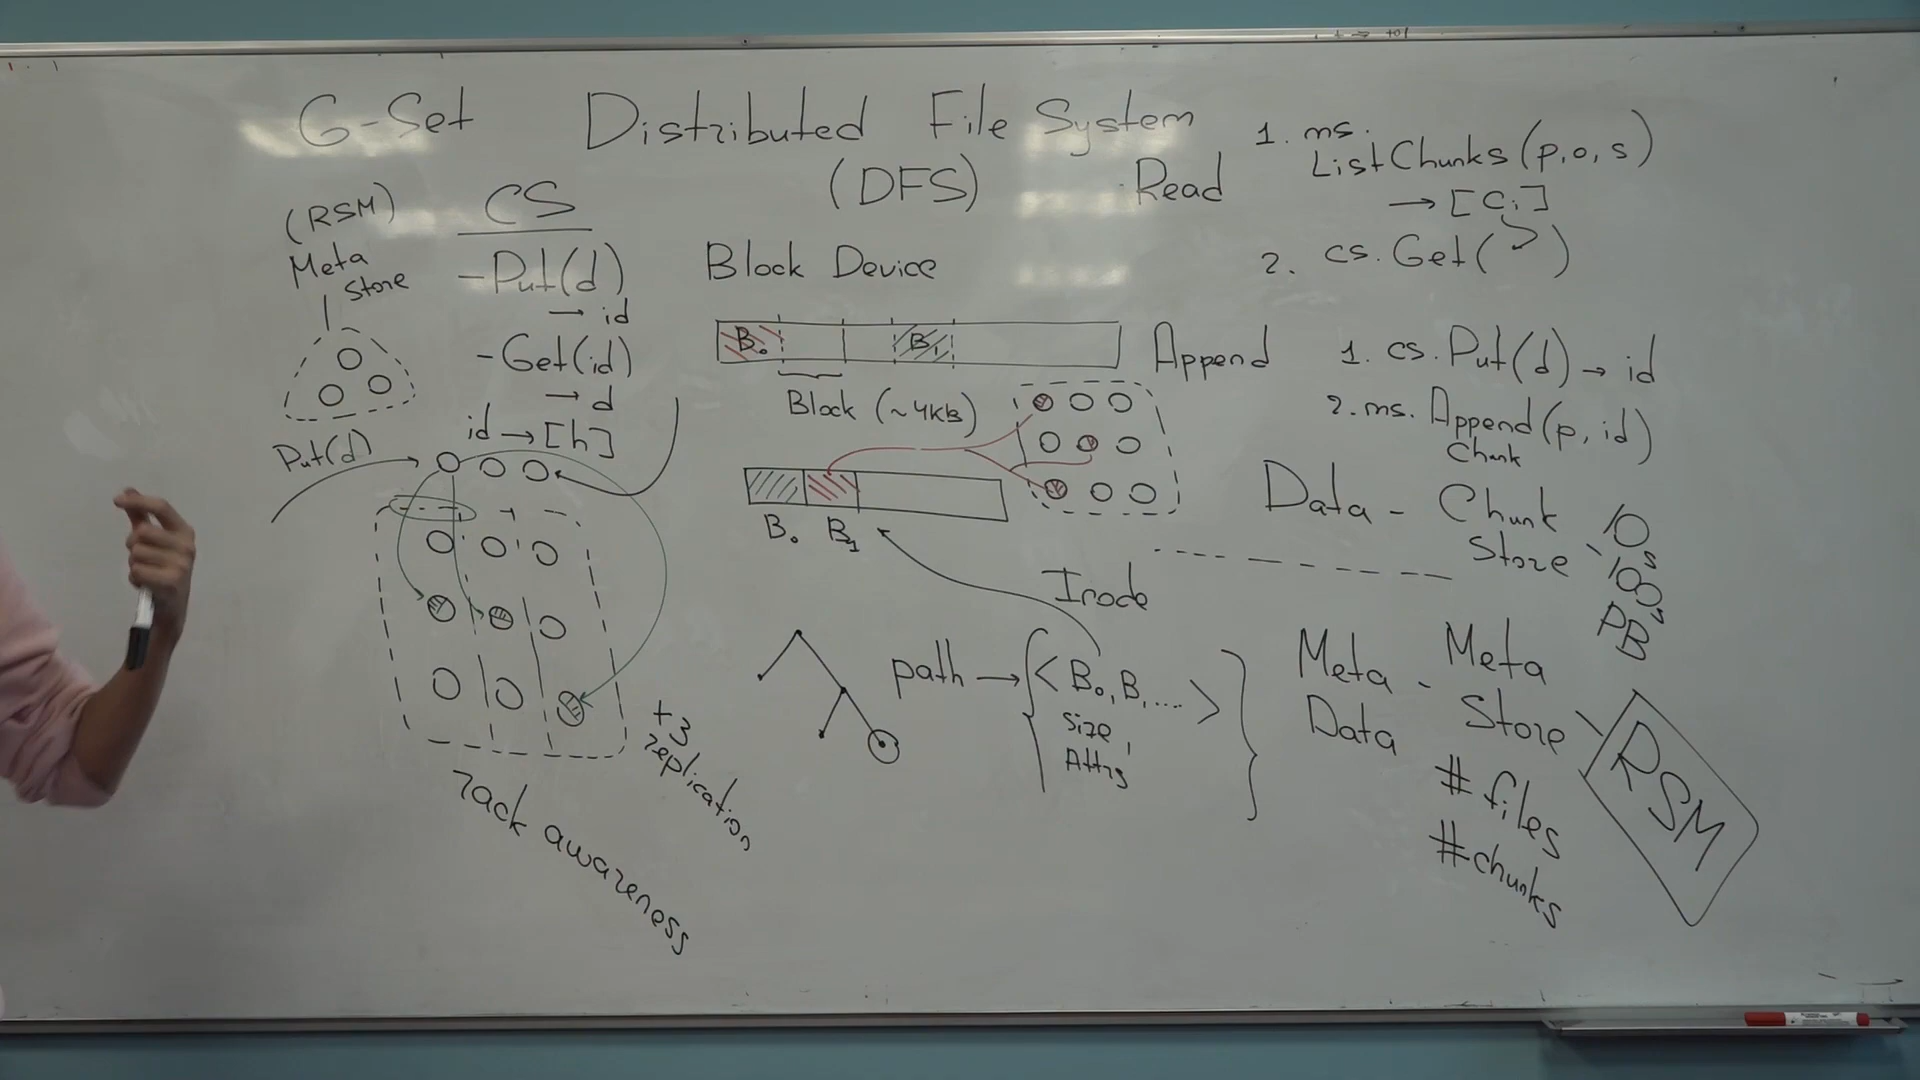 G-Set
Distributed File System
(DFS)
(RSM)
Meta
Store
CS
-Put(d)
→ id
-Get(id)
→ d
id → [h]
Put(d)
+3
replication
rack awareness
Block Device
B0
B1
Block (~4Kb)
B0 B1
Inode
path → < B0, B1, .... >
Size,
Attrs
Read
1. ms.
ListChunks(p,o,s)
→ [ci]
2. cs. Get( )
Append
1. cs. Put(d) → id
2. ms. Append(p, id)
Chunk
Data - Chunk
Store
10s
100s
PB
Meta - Meta
Data Store
RSM
# files
# chunks